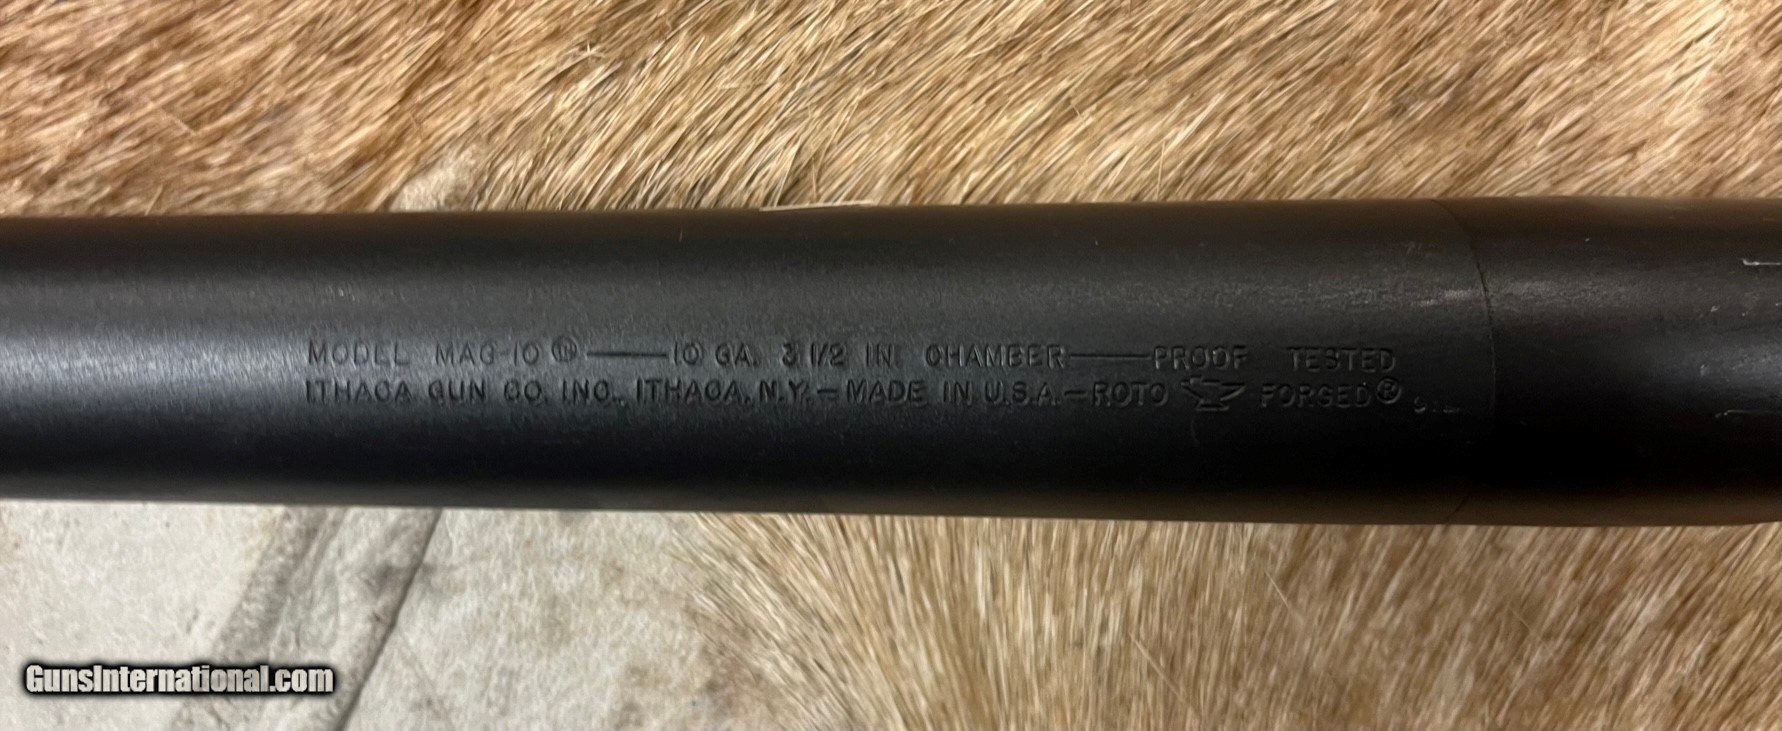 MODEL MAG-10 ® —— 10 GA. 3 1/2 IN. CHAMBER —— PROOF TESTED
ITHACA GUN CO. INC., ITHACA, N.Y. – MADE IN U.S.A. – ROTO FORGED®
GunsInternational.com